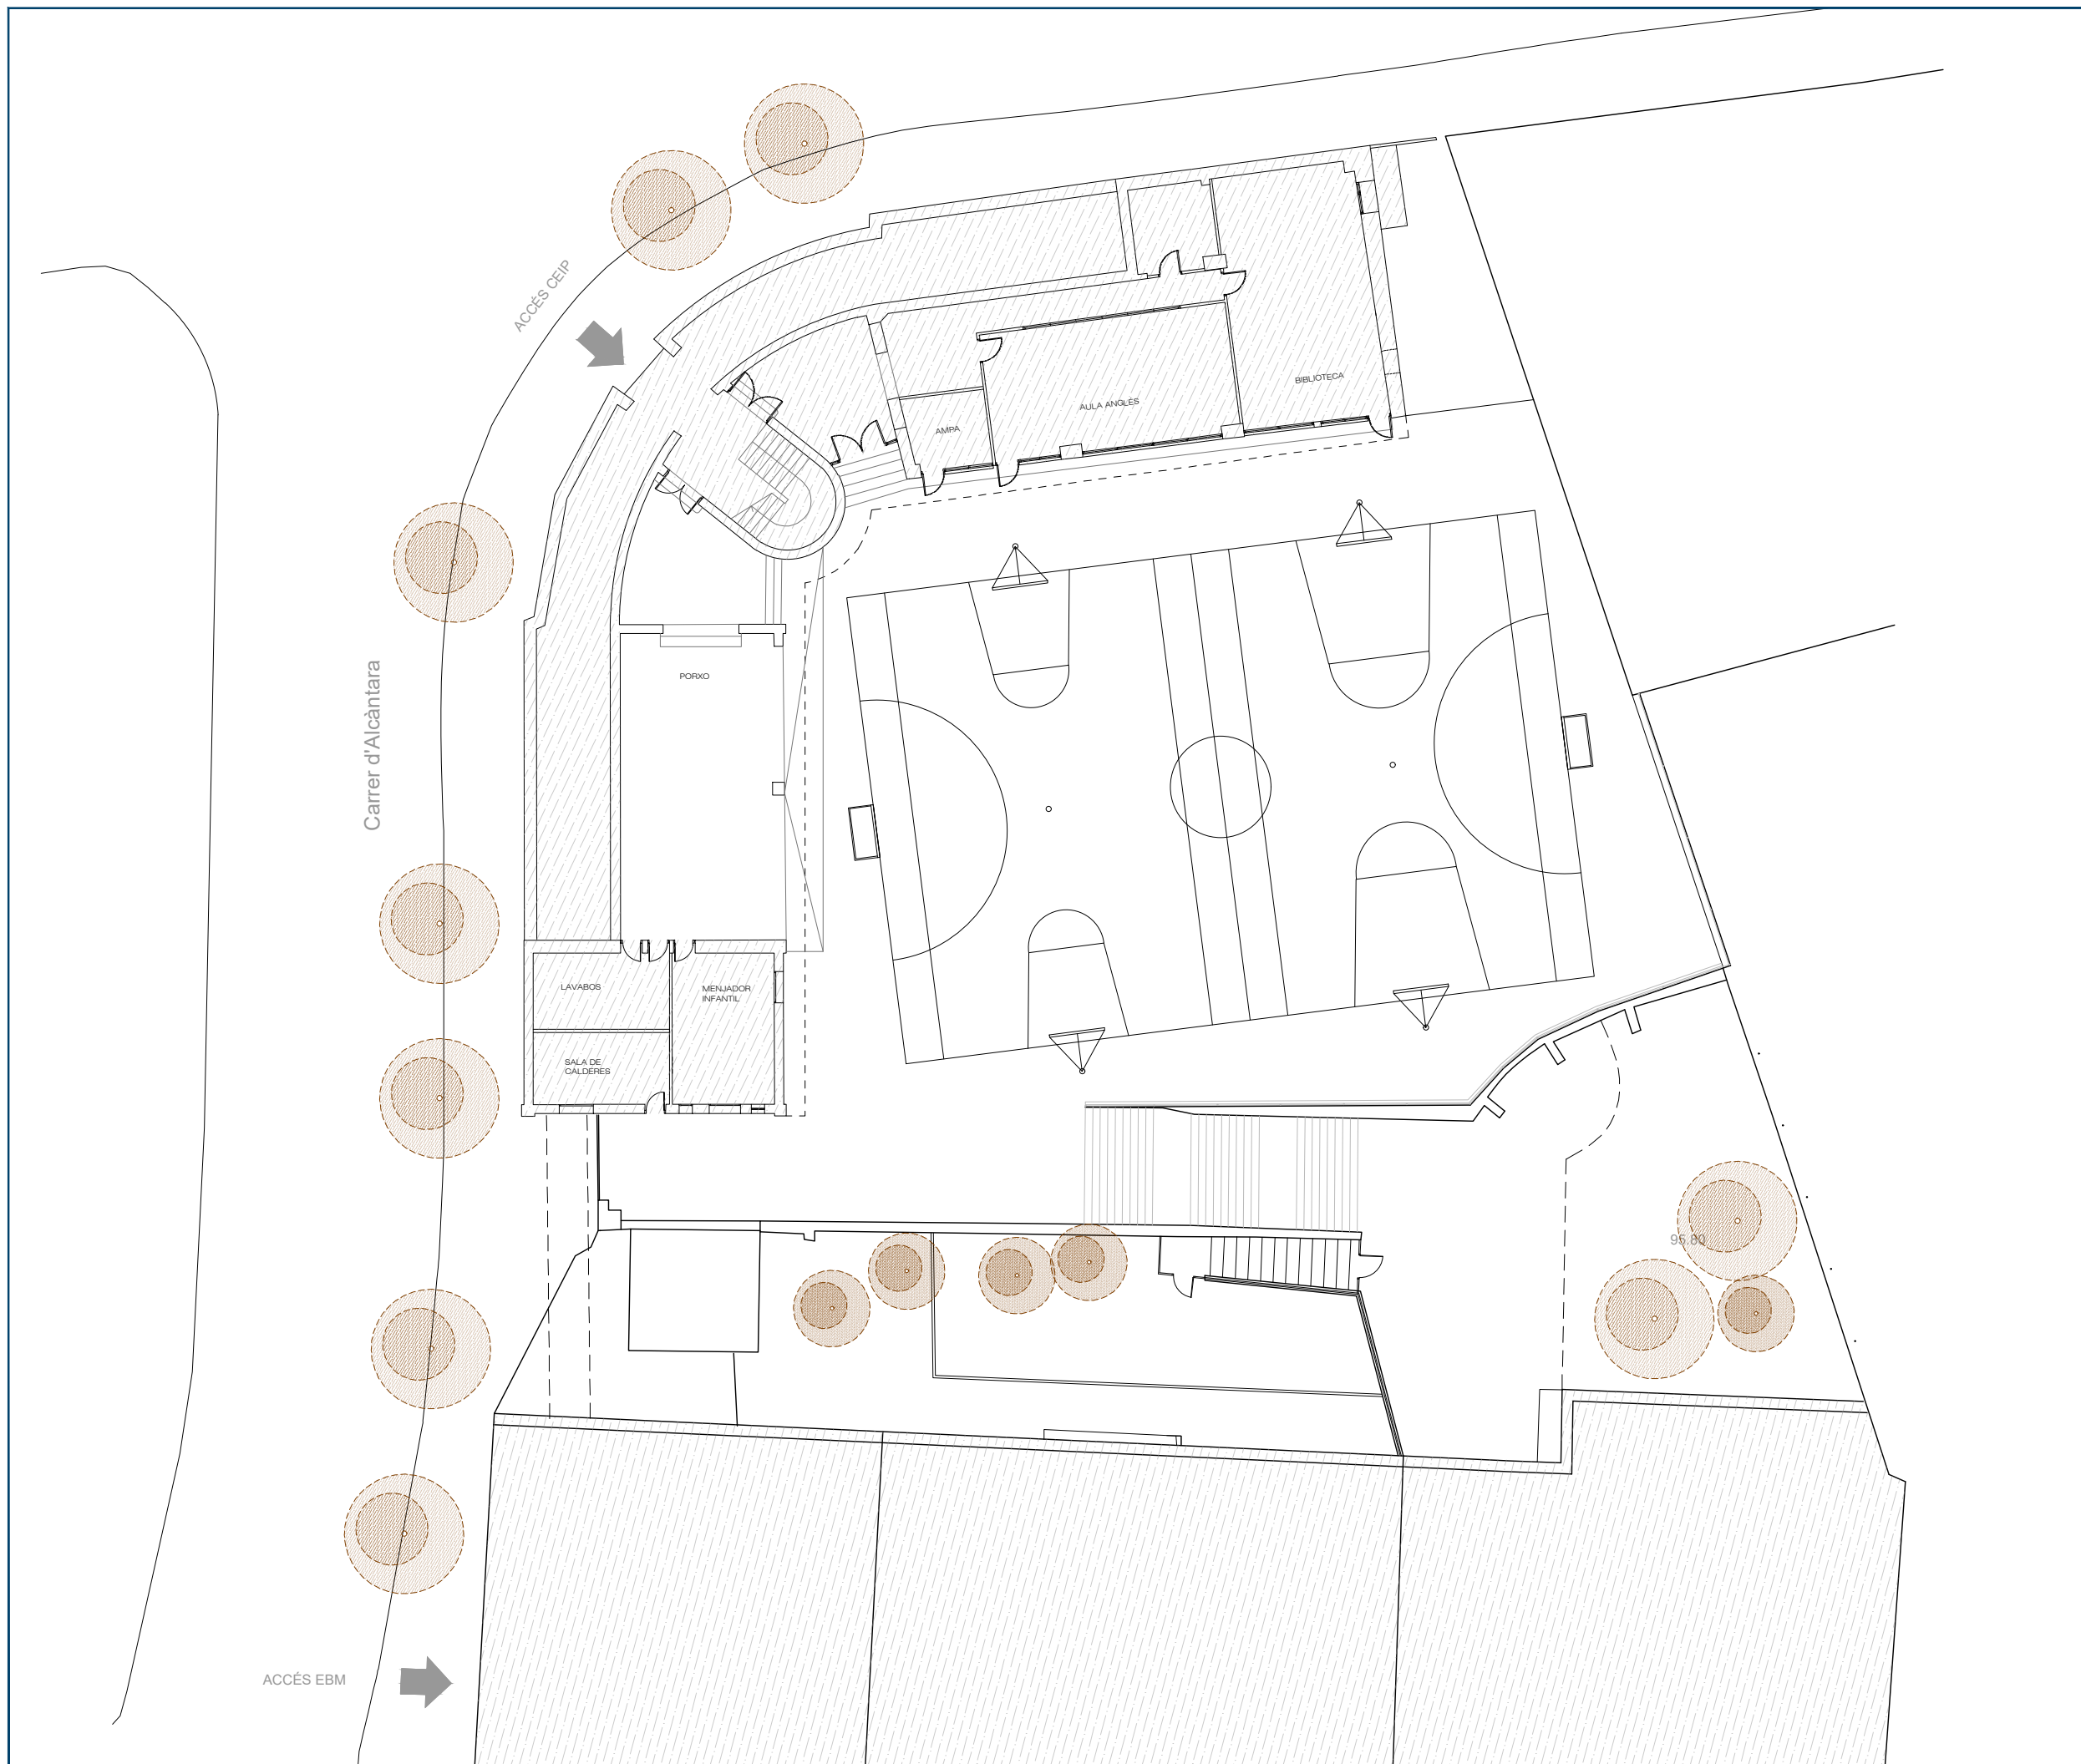 ACCÉS CEIP
BIBLIOTECA
AULA ANGLÈS
AMPA
Carrer d'Alcàntara
PORXO
LAVABOS
MENJADOR
INFANTIL
SALA DE
CALDERES
95.80
ACCÉS EBM